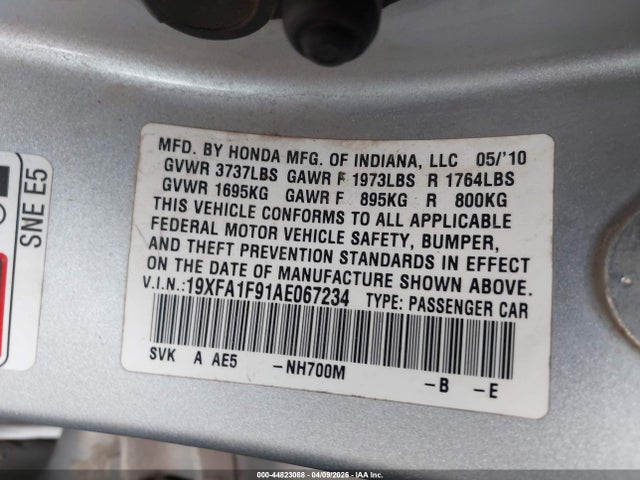 SNE E5
MFD. BY HONDA MFG. OF INDIANA, LLC 05/'10
GVWR 3737LBS GAWR F 1973LBS R 1764LBS
GVWR 1695KG GAWR F 895KG R 800KG
THIS VEHICLE CONFORMS TO ALL APPLICABLE
FEDERAL MOTOR VEHICLE SAFETY, BUMPER,
AND THEFT PREVENTION STANDARDS IN EFFECT
ON THE DATE OF MANUFACTURE SHOWN ABOVE.
V.I.N.:19XFA1F91AE067234 TYPE: PASSENGER CAR
SVK A AE5 -NH700M -B -E
000-44823088 - 04/09/2026 - IAA Inc.